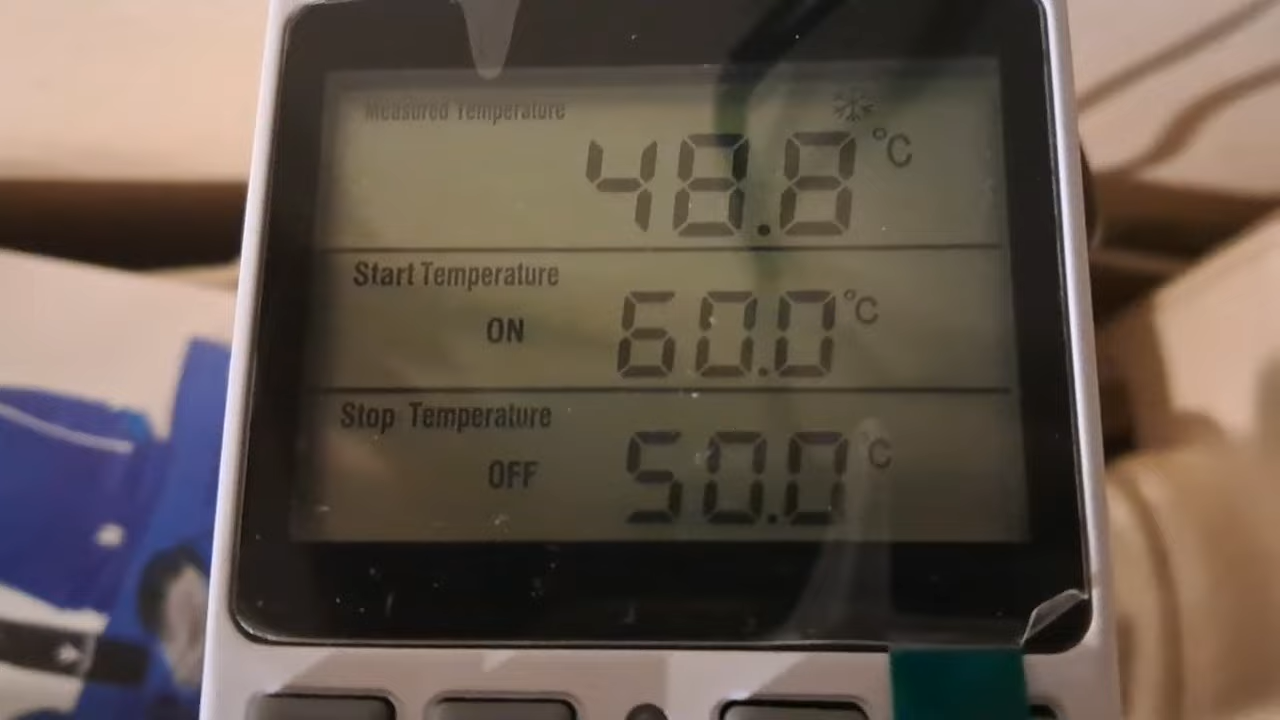 Measured Temperature
48.8 °C
Start Temperature
ON 60.0 °C
Stop Temperature
OFF 50.0 °C